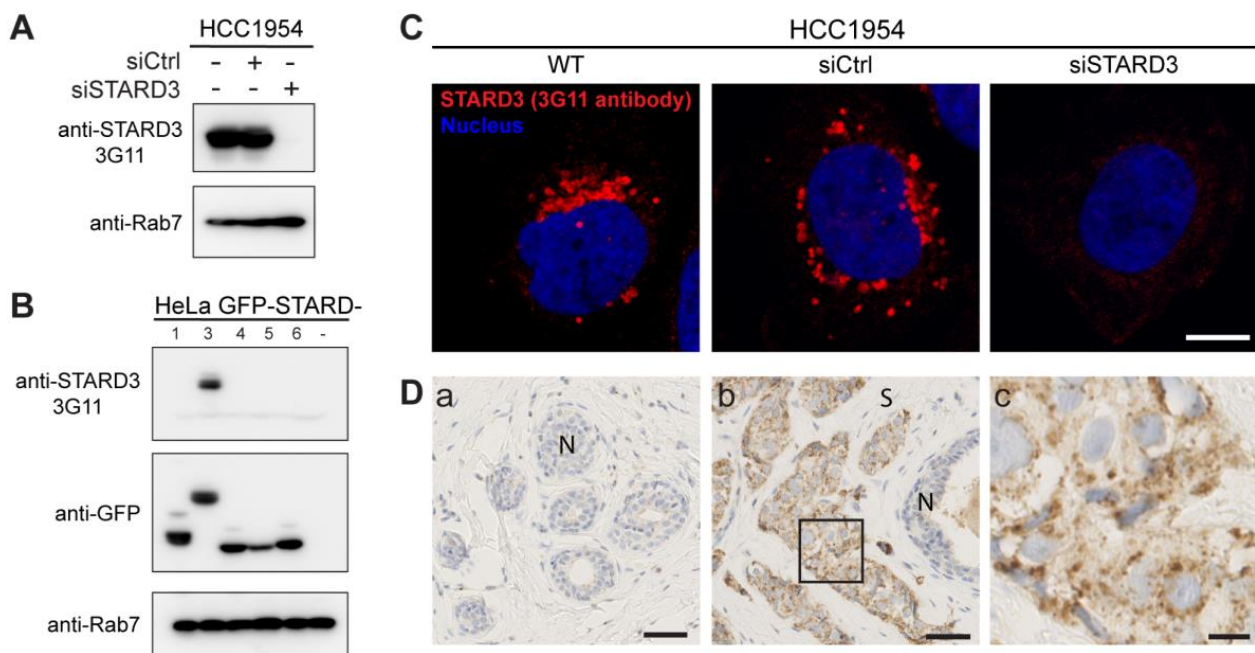 A
HCC1954
siCtrl - + -
siSTARD3 - - +
anti-STARD3
3G11
anti-Rab7
B
HeLa GFP-STARD-
1 3 4 5 6 -
anti-STARD3
3G11
anti-GFP
anti-Rab7
C
HCC1954
WT siCtrl siSTARD3
STARD3 (3G11 antibody)
Nucleus
D
a
N
b
S
N
c